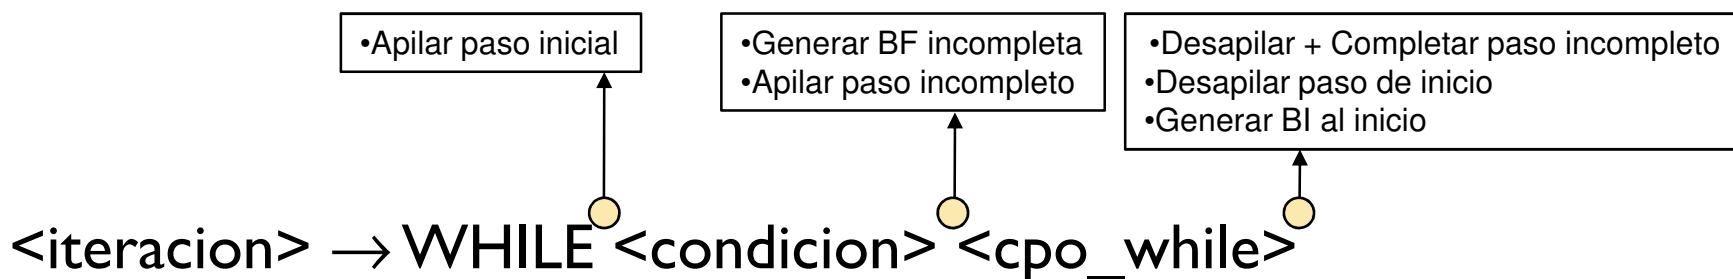 •Apilar paso inicial
•Generar BF incompleta
•Apilar paso incompleto
•Desapilar + Completar paso incompleto
•Desapilar paso de inicio
•Generar BI al inicio
<iteracion> → WHILE <condicion> <cpo_while>